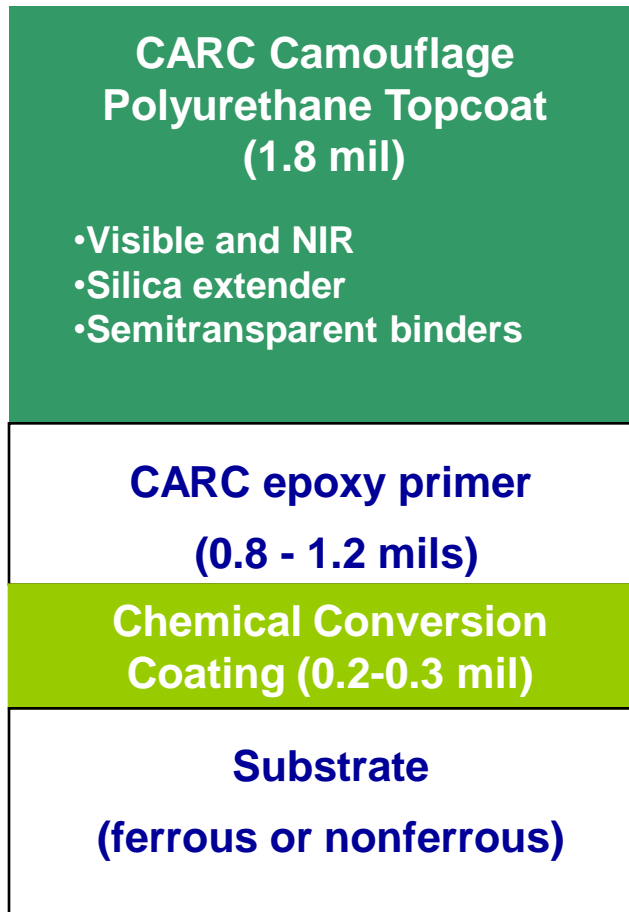 CARC Camouflage
Polyurethane Topcoat
(1.8 mil)
•Visible and NIR
•Silica extender
•Semitransparent binders
CARC epoxy primer
(0.8 - 1.2 mils)
Chemical Conversion
Coating (0.2-0.3 mil)
Substrate
(ferrous or nonferrous)